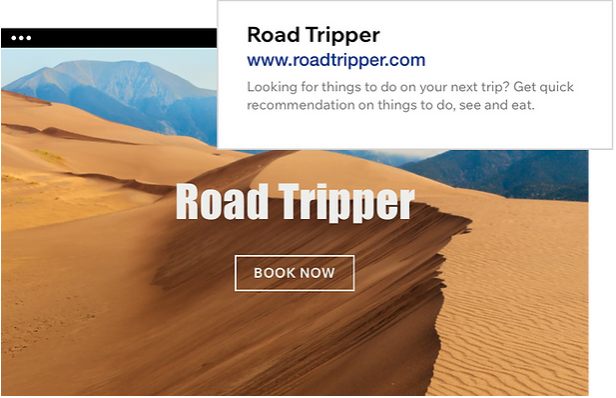 Road Tripper
www.roadtripper.com
Looking for things to do on your next trip? Get quick
recommendation on things to do, see and eat.
Road Tripper
BOOK NOW